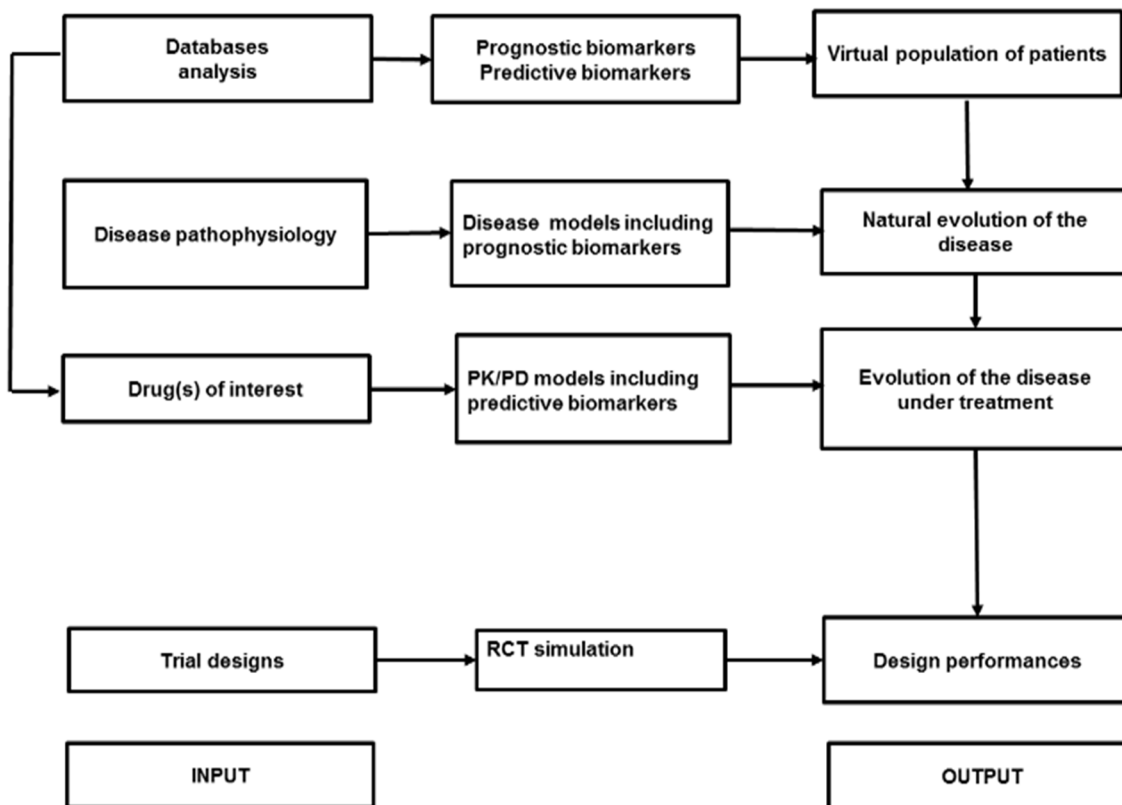 Databases
analysis
Prognostic biomarkers
Predictive biomarkers
Virtual population of patients
Disease pathophysiology
Disease models including
prognostic biomarkers
Natural evolution of the
disease
Drug(s) of interest
PK/PD models including
predictive biomarkers
Evolution of the disease
under treatment
Trial designs
RCT simulation
Design performances
INPUT
OUTPUT